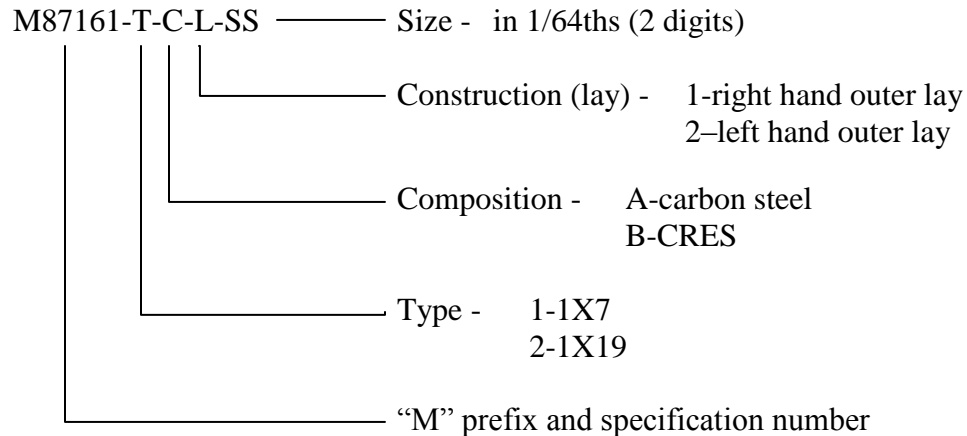 M87161-T-C-L-SS Size - in 1/64ths (2 digits)
Construction (lay) - 1-right hand outer lay
2–left hand outer lay
Composition - A-carbon steel
B-CRES
Type - 1-1X7
2-1X19
“M” prefix and specification number